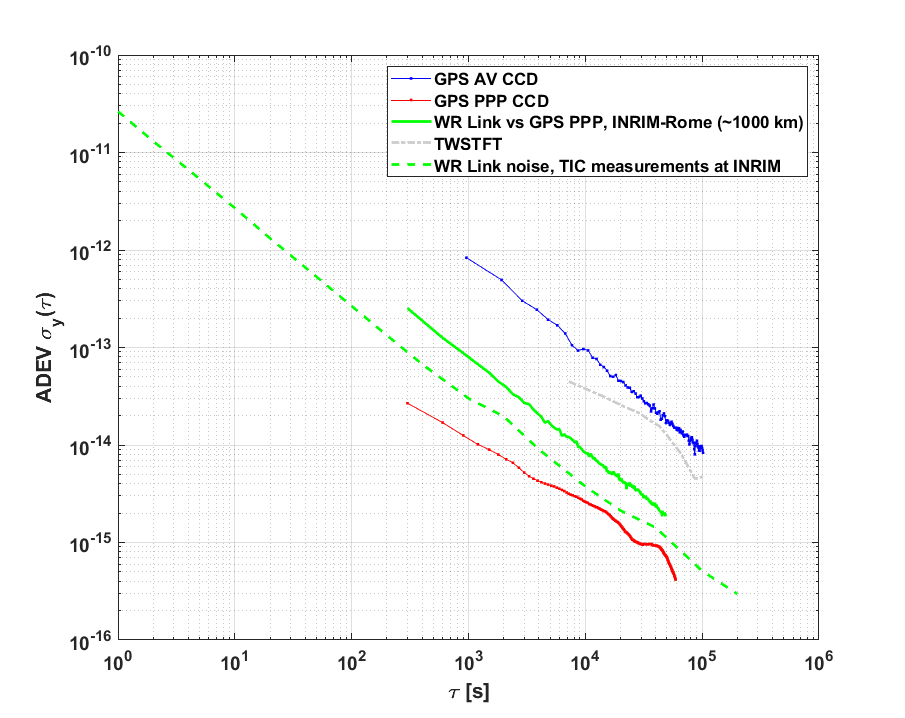 10^-10
10^-11
10^-12
10^-13
10^-14
10^-15
10^-16
ADEV σ_y(τ)
GPS AV CCD
GPS PPP CCD
WR Link vs GPS PPP, INRIM-Rome (~1000 km)
TWSTFT
WR Link noise, TIC measurements at INRIM
10^0 10^1 10^2 10^3 10^4 10^5 10^6
τ [s]